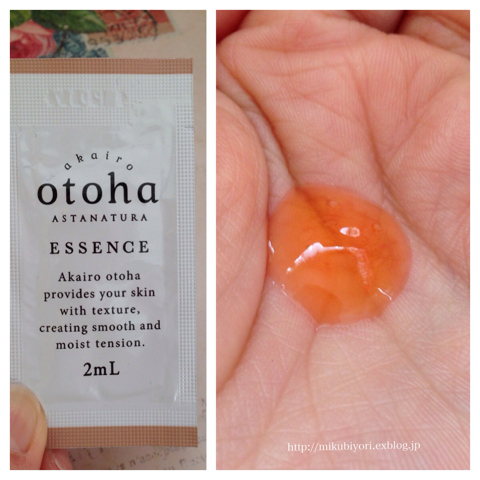 akairo
otoha
ASTANATURA
ESSENCE
Akairo otoha
provides your skin
with texture,
creating smooth and
moist tension.
2mL
http://mikubiyori.exblog.jp